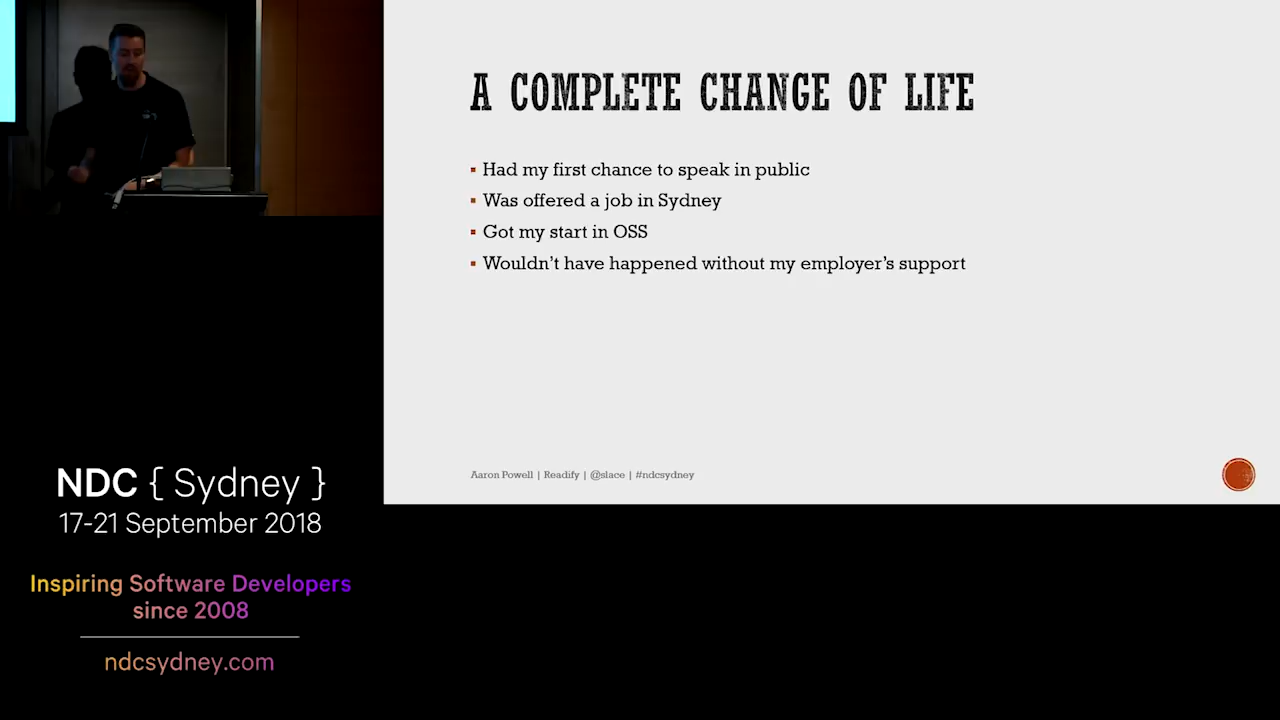 A COMPLETE CHANGE OF LIFE
▪ Had my first chance to speak in public
▪ Was offered a job in Sydney
▪ Got my start in OSS
▪ Wouldn’t have happened without my employer’s support
Aaron Powell | Readify | @slace | #ndcsydney
NDC { Sydney }
17-21 September 2018
Inspiring Software Developers
since 2008
ndcsydney.com